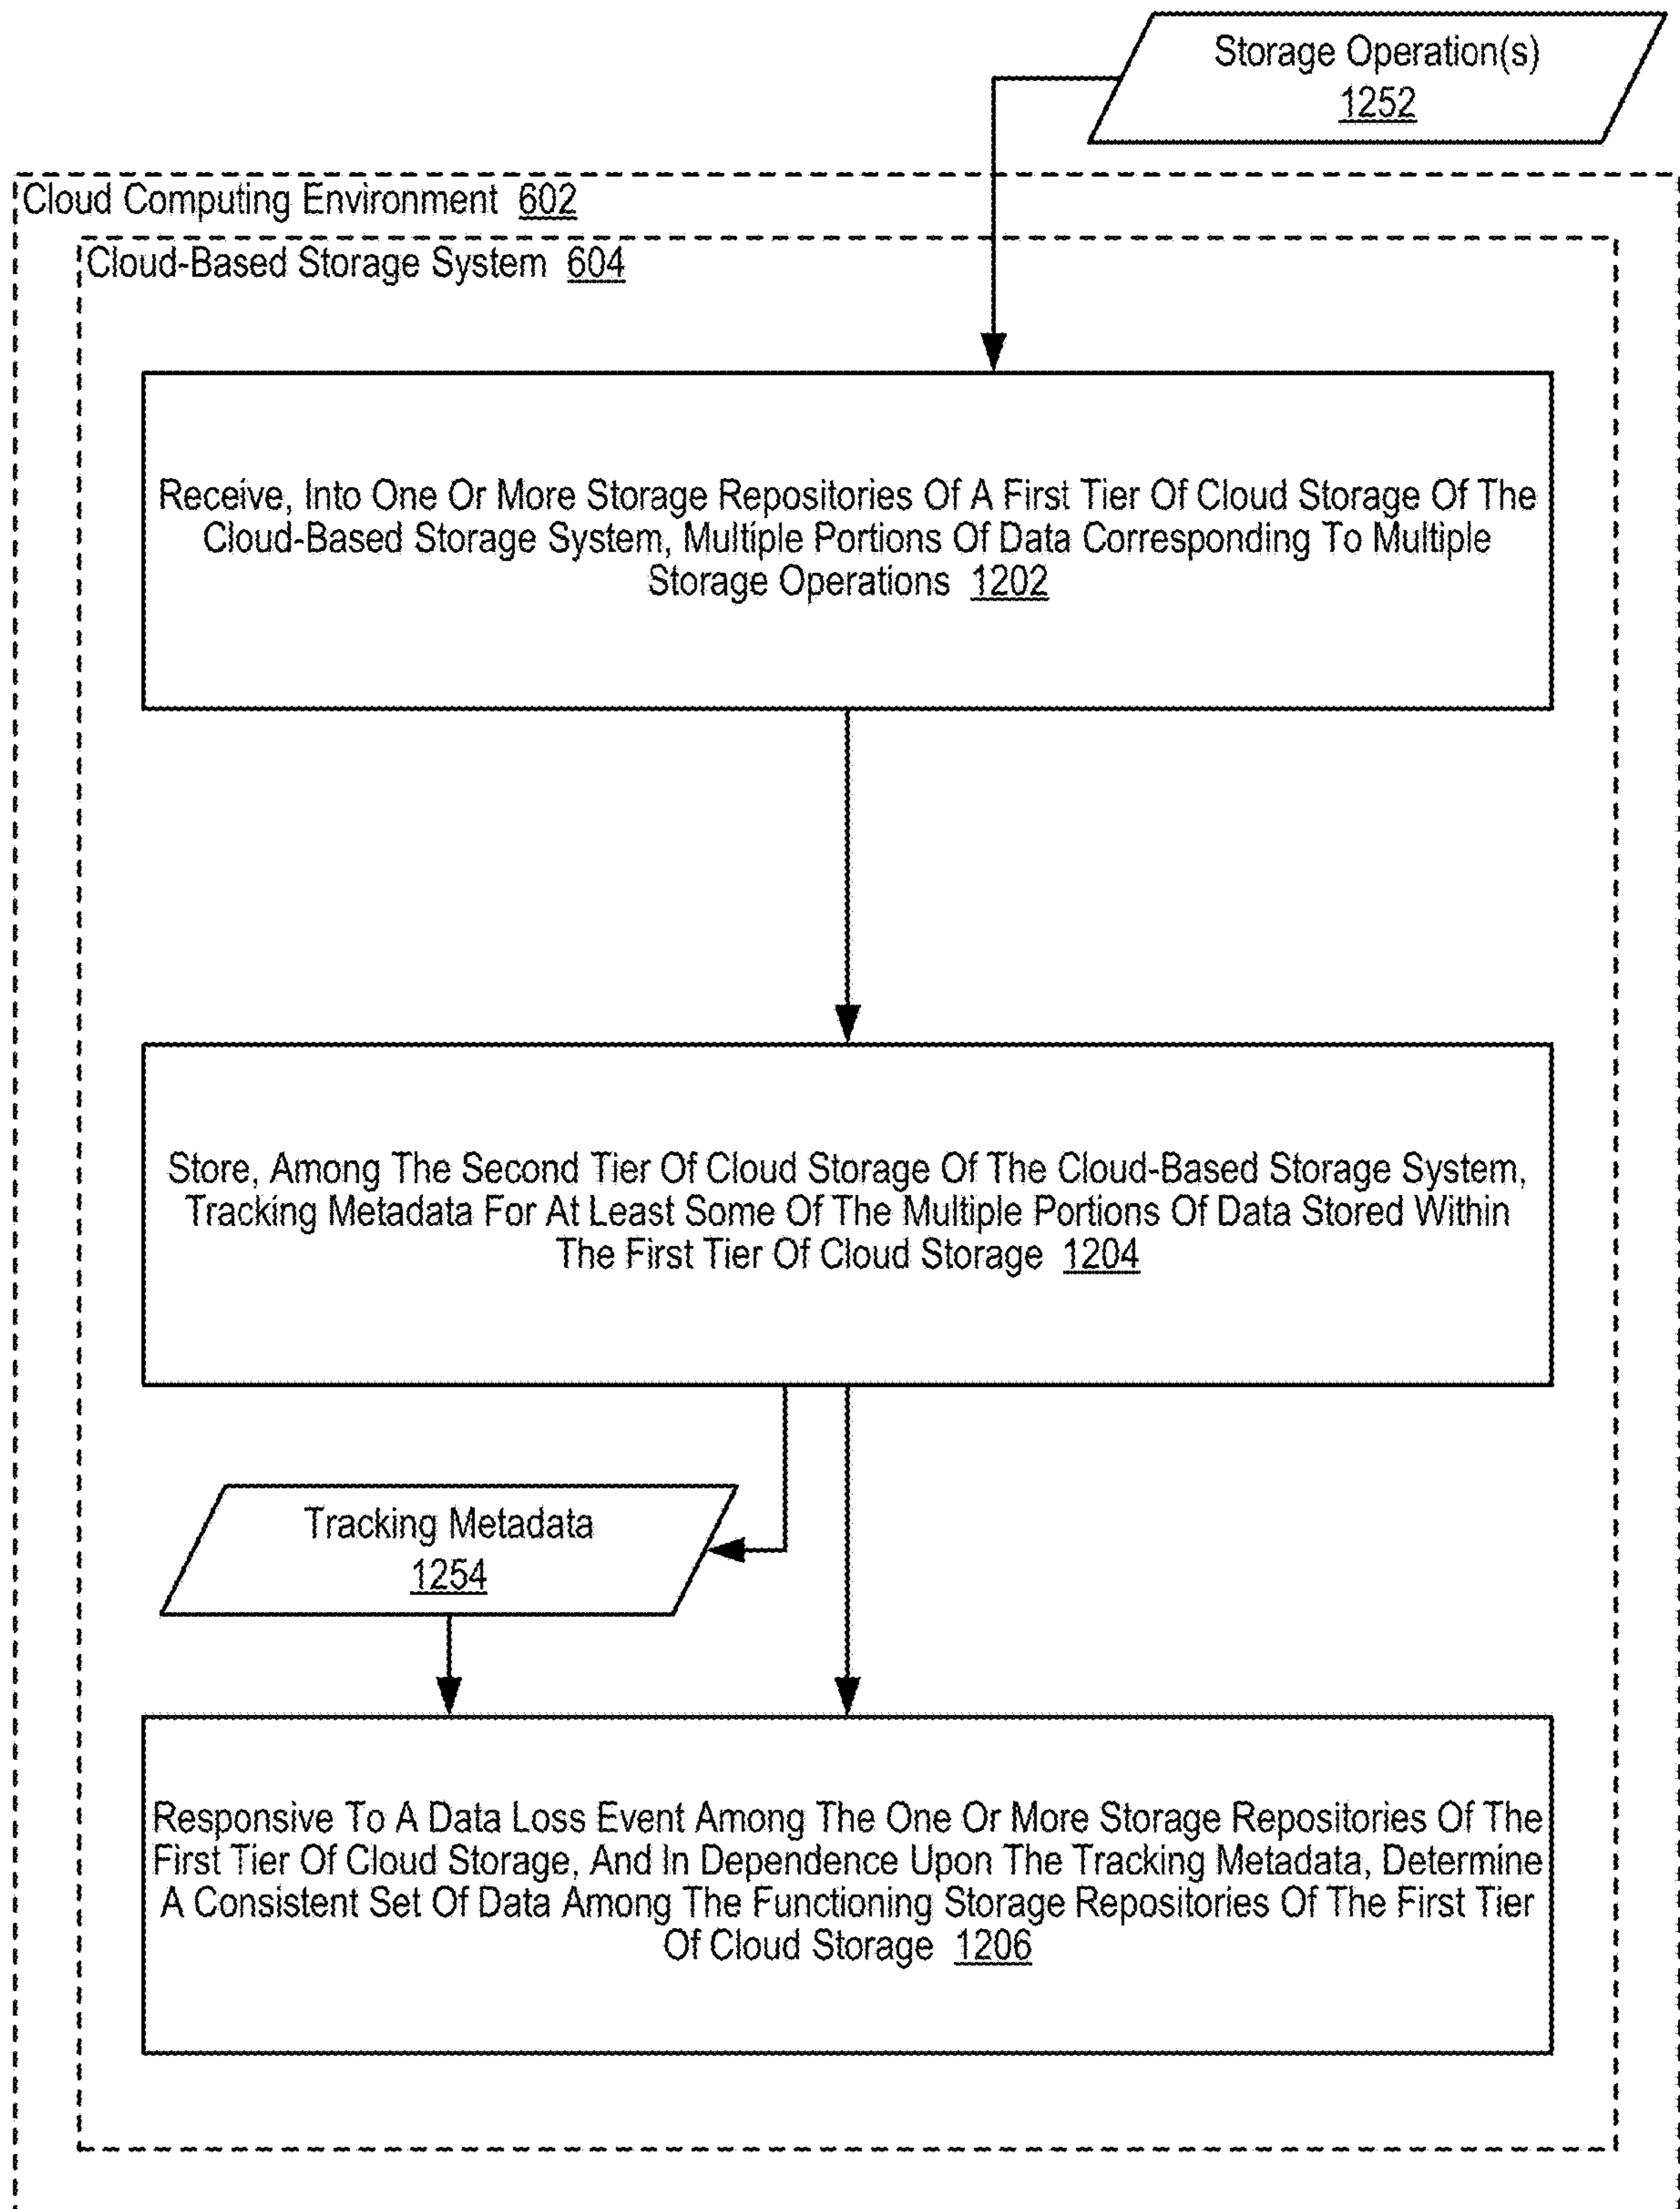 Storage Operation(s)
1252
Cloud Computing Environment 602
Cloud-Based Storage System 604
Receive, Into One Or More Storage Repositories Of A First Tier Of Cloud Storage Of The
Cloud-Based Storage System, Multiple Portions Of Data Corresponding To Multiple
Storage Operations 1202
Store, Among The Second Tier Of Cloud Storage Of The Cloud-Based Storage System,
Tracking Metadata For At Least Some Of The Multiple Portions Of Data Stored Within
The First Tier Of Cloud Storage 1204
Tracking Metadata
1254
Responsive To A Data Loss Event Among The One Or More Storage Repositories Of The
First Tier Of Cloud Storage, And In Dependence Upon The Tracking Metadata, Determine
A Consistent Set Of Data Among The Functioning Storage Repositories Of The First Tier
Of Cloud Storage 1206